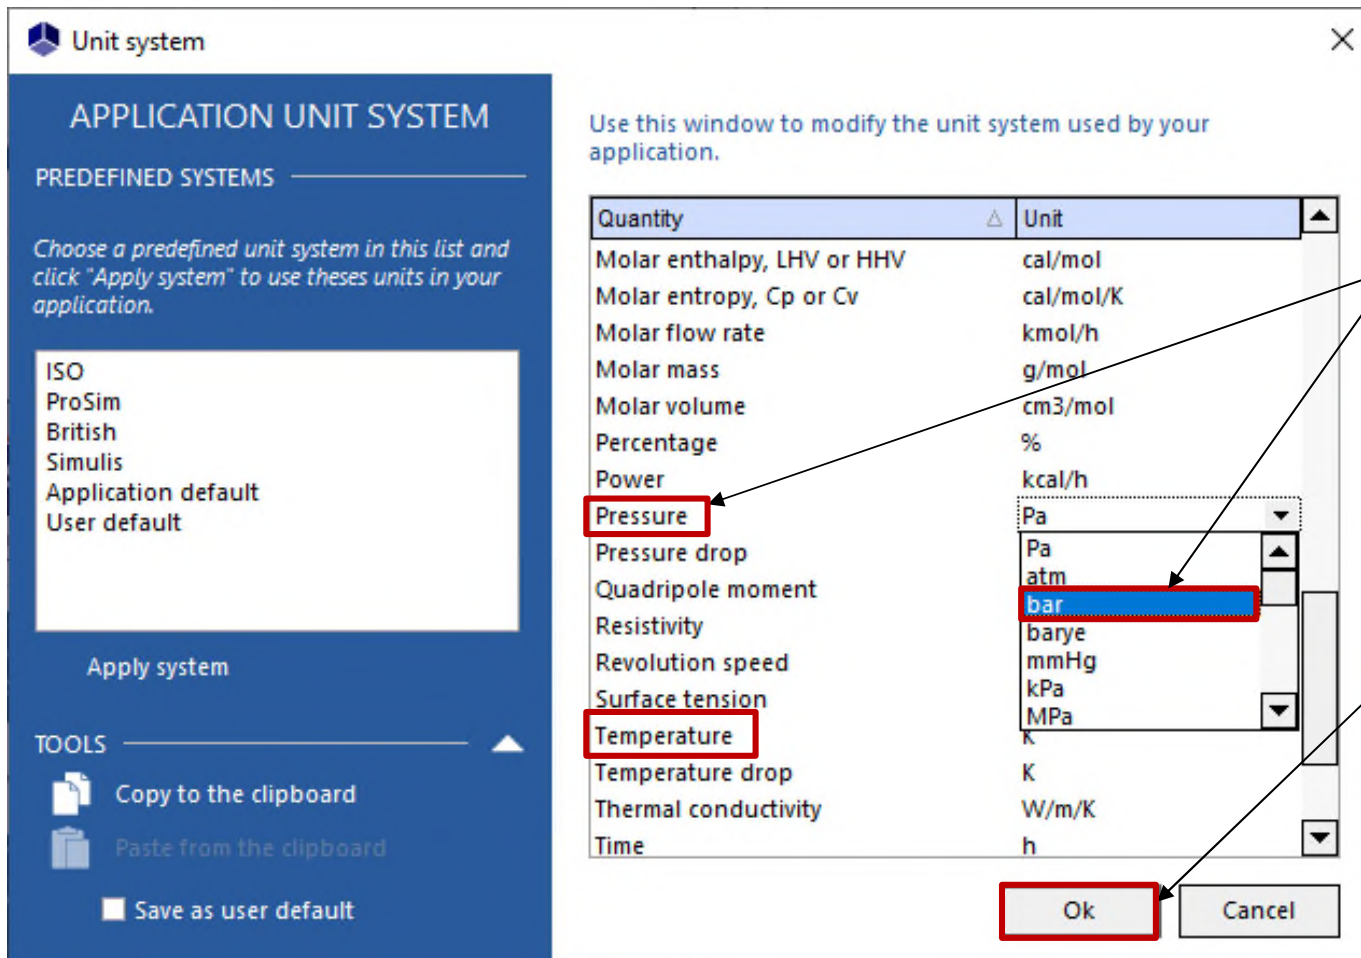 Unit system
APPLICATION UNIT SYSTEM
PREDEFINED SYSTEMS
Choose a predefined unit system in this list and
click "Apply system" to use theses units in your
application.
ISO
ProSim
British
Simulis
Application default
User default
Apply system
TOOLS
Copy to the clipboard
Paste from the clipboard
Save as user default
Use this window to modify the unit system used by your
application.
Quantity Unit
Molar enthalpy, LHV or HHV cal/mol
Molar entropy, Cp or Cv cal/mol/K
Molar flow rate kmol/h
Molar mass g/mol
Molar volume cm3/mol
Percentage %
Power kcal/h
Pressure Pa
Pressure drop Pa
atm
Quadripole moment bar
Resistivity barye
Revolution speed mmHg
kPa
Surface tension MPa
Temperature K
Temperature drop K
Thermal conductivity W/m/K
Time h
Ok Cancel